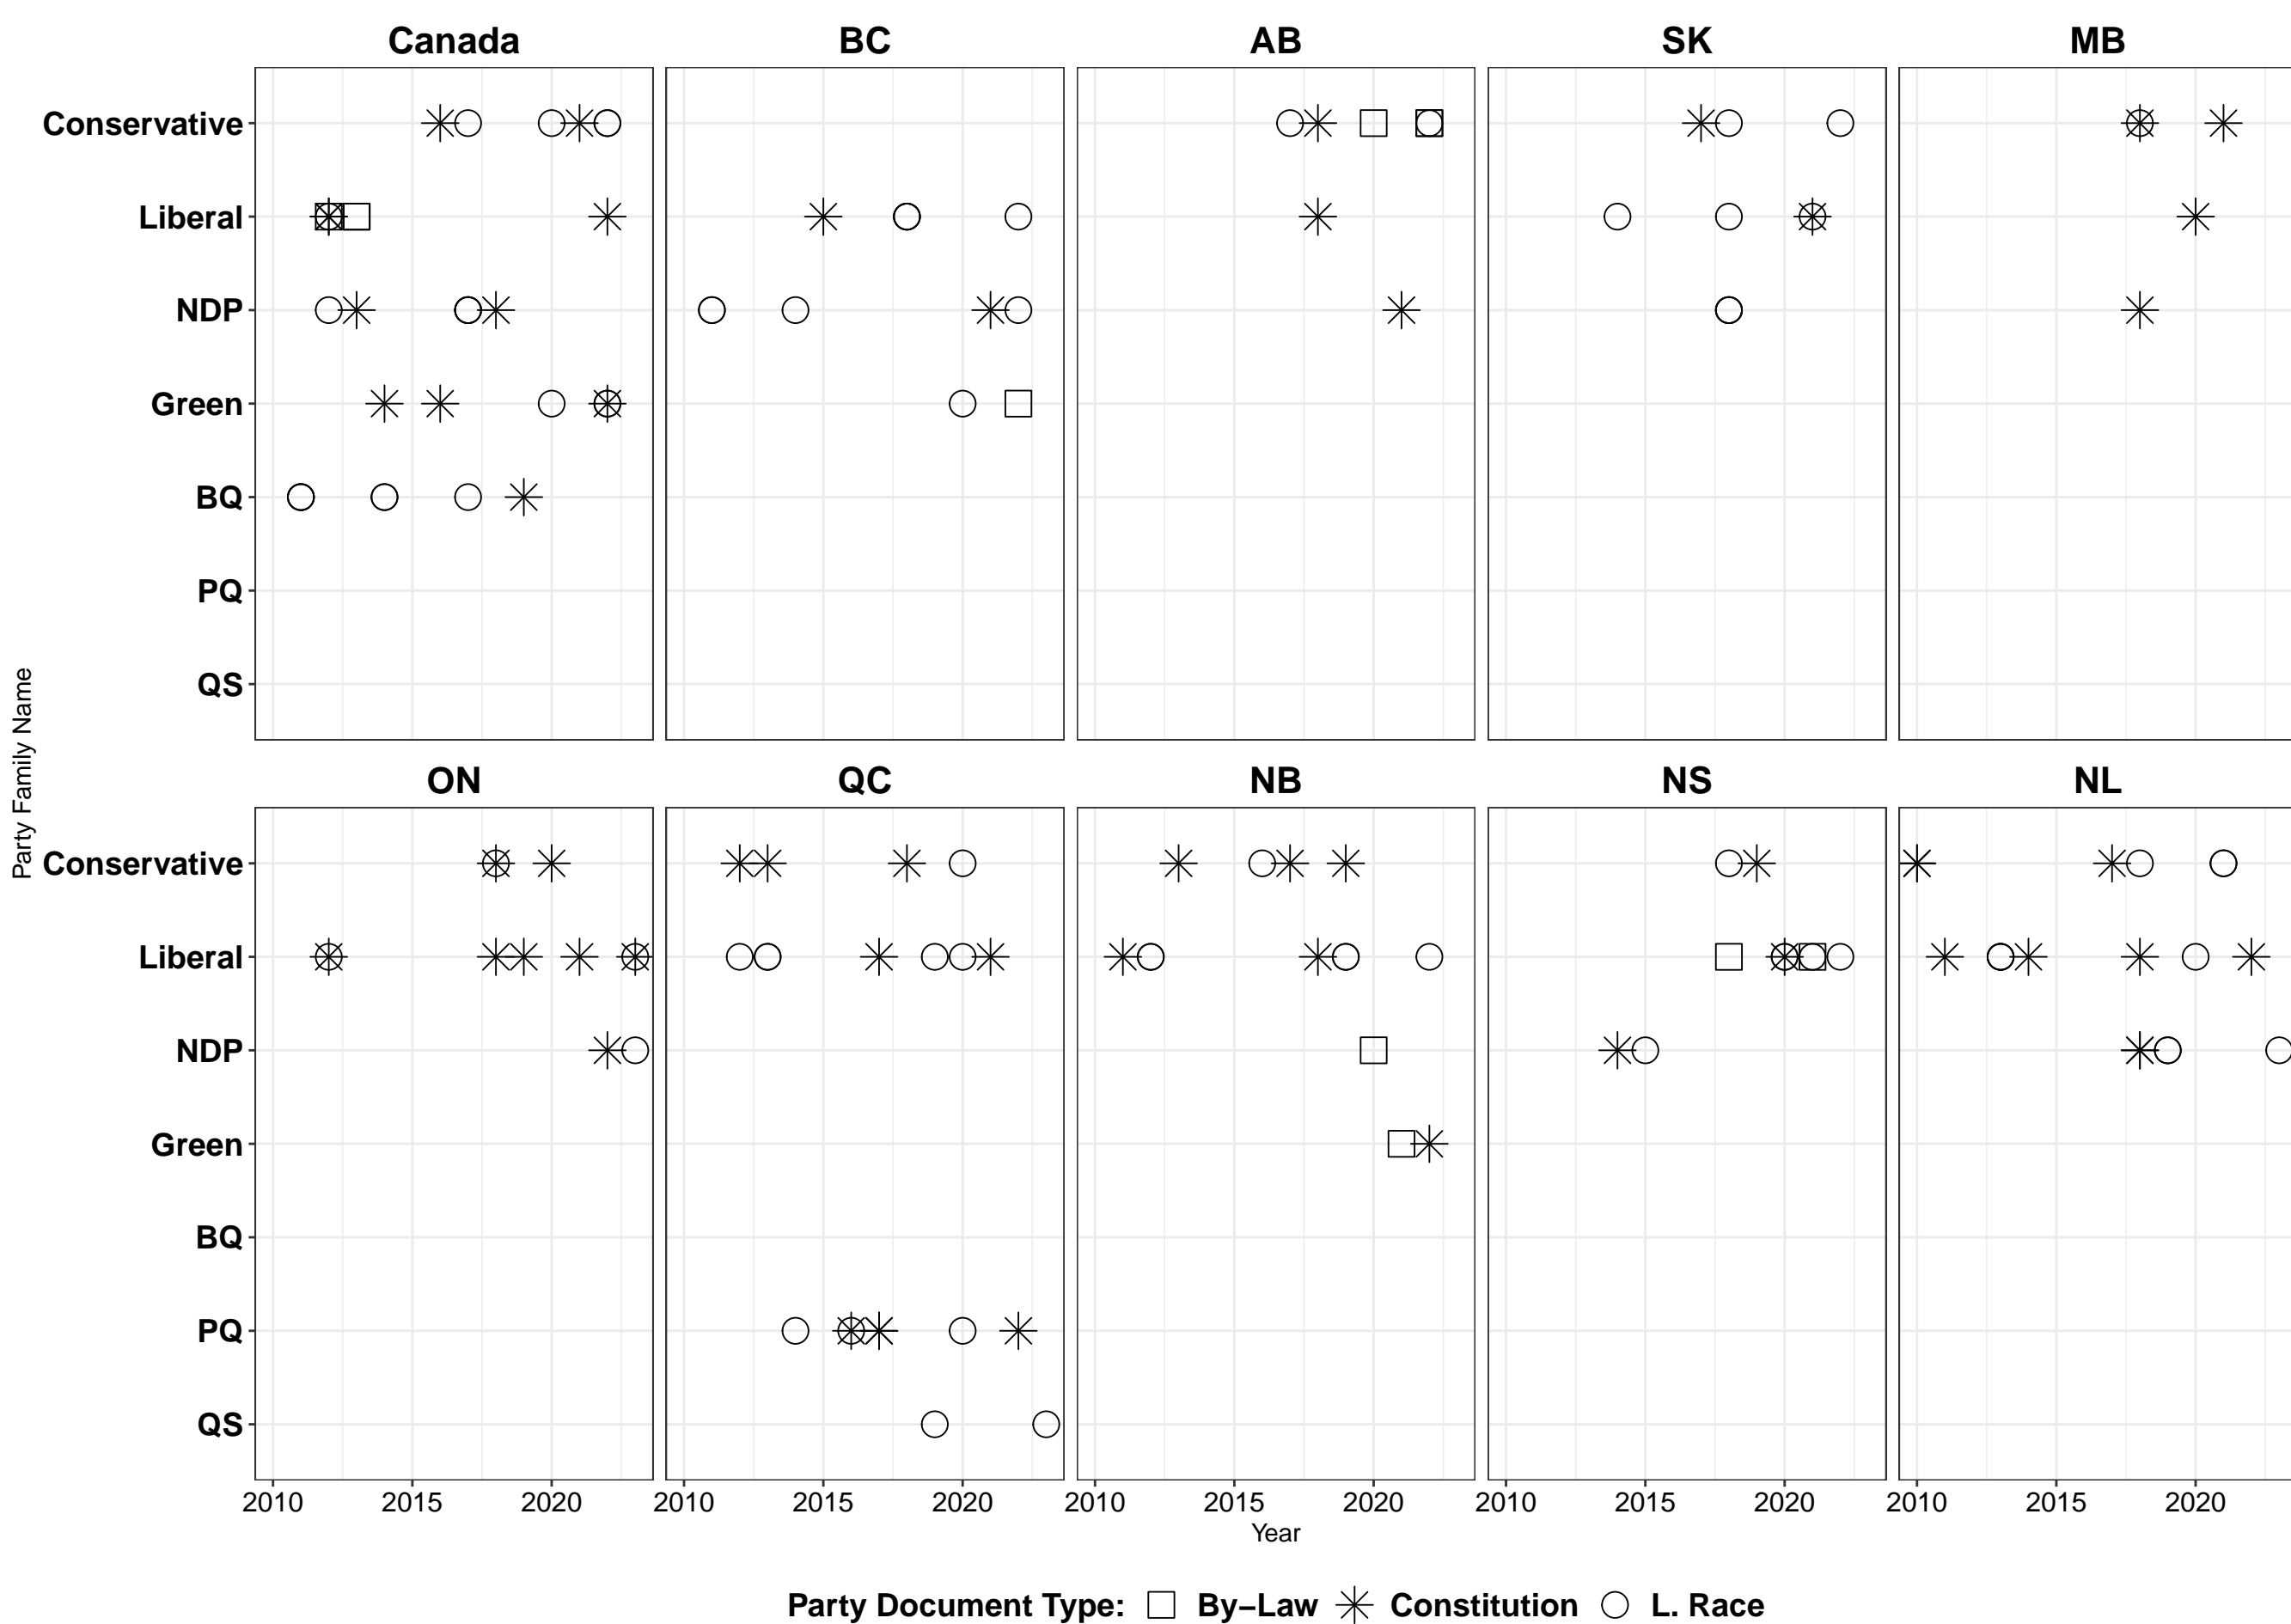 Canada BC AB SK MB
Conservative
Liberal
NDP
Green
BQ
PQ
QS
Party Family Name
ON QC NB NS NL
Conservative
Liberal
NDP
Green
BQ
PQ
QS
2010 2015 2020 2010 2015 2020 2010 2015 2020 2010 2015 2020 2010 2015 2020
Year
Party Document Type: By–Law Constitution L. Race